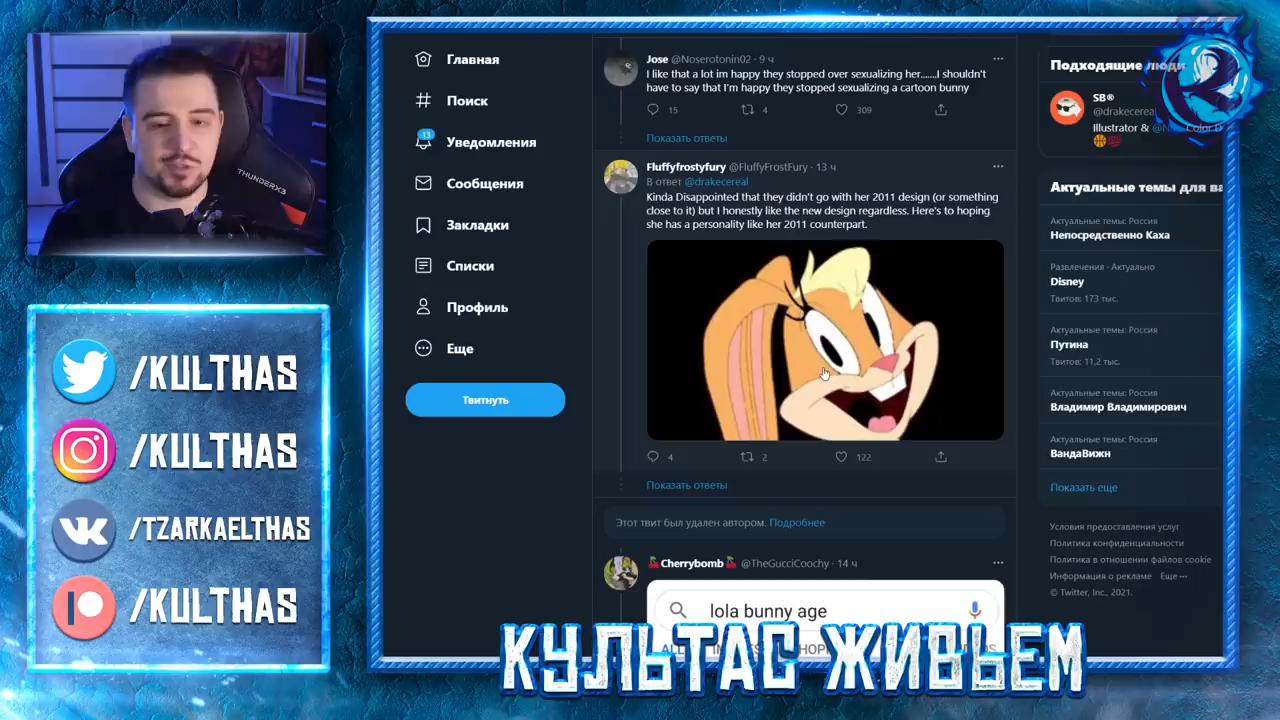 THUNDERX3
/KULTHAS
/KULTHAS
/TZARKAELTHAS
/KULTHAS
Главная
Поиск
13
Уведомления
Сообщения
Закладки
Списки
Профиль
Еще
Твитнуть
Jose @Noserotonin02 · 9 ч
I like that a lot im happy they stopped over sexualizing her.......I shouldn't
have to say that I'm happy they stopped sexualizing a cartoon bunny
15 4 309
Показать ответы
Fluffyfrostyfury @FluffyFrostFury · 13 ч
В ответ @drakecereal
Kinda Disappointed that they didn't go with her 2011 design (or something
close to it) but I honestly like the new design regardless. Here's to hoping
she has a personality like her 2011 counterpart.
4 2 122
Показать ответы
Этот твит был удален автором. Подробнее
Cherrybomb @TheGucciCoochy · 14 ч
lola bunny age
КУЛЬТАС ЖИВЬЕМ
Подходящие люди
SB®
@drakecereal
Illustrator &
Актуальные темы для ва
Актуальные темы: Россия
Непосредственно Каха
Развлечения · Актуально
Disney
Твитов: 173 тыс.
Актуальные темы: Россия
Путина
Твитов: 11,2 тыс.
Актуальные темы: Россия
Владимир Владимирович
Актуальные темы: Россия
ВандаВижн
Показать еще
Условия предоставления услуг
Политика конфиденциальности
Политика в отношении файлов cookie
Информация о рекламе Еще ···
© Twitter, Inc., 2021.